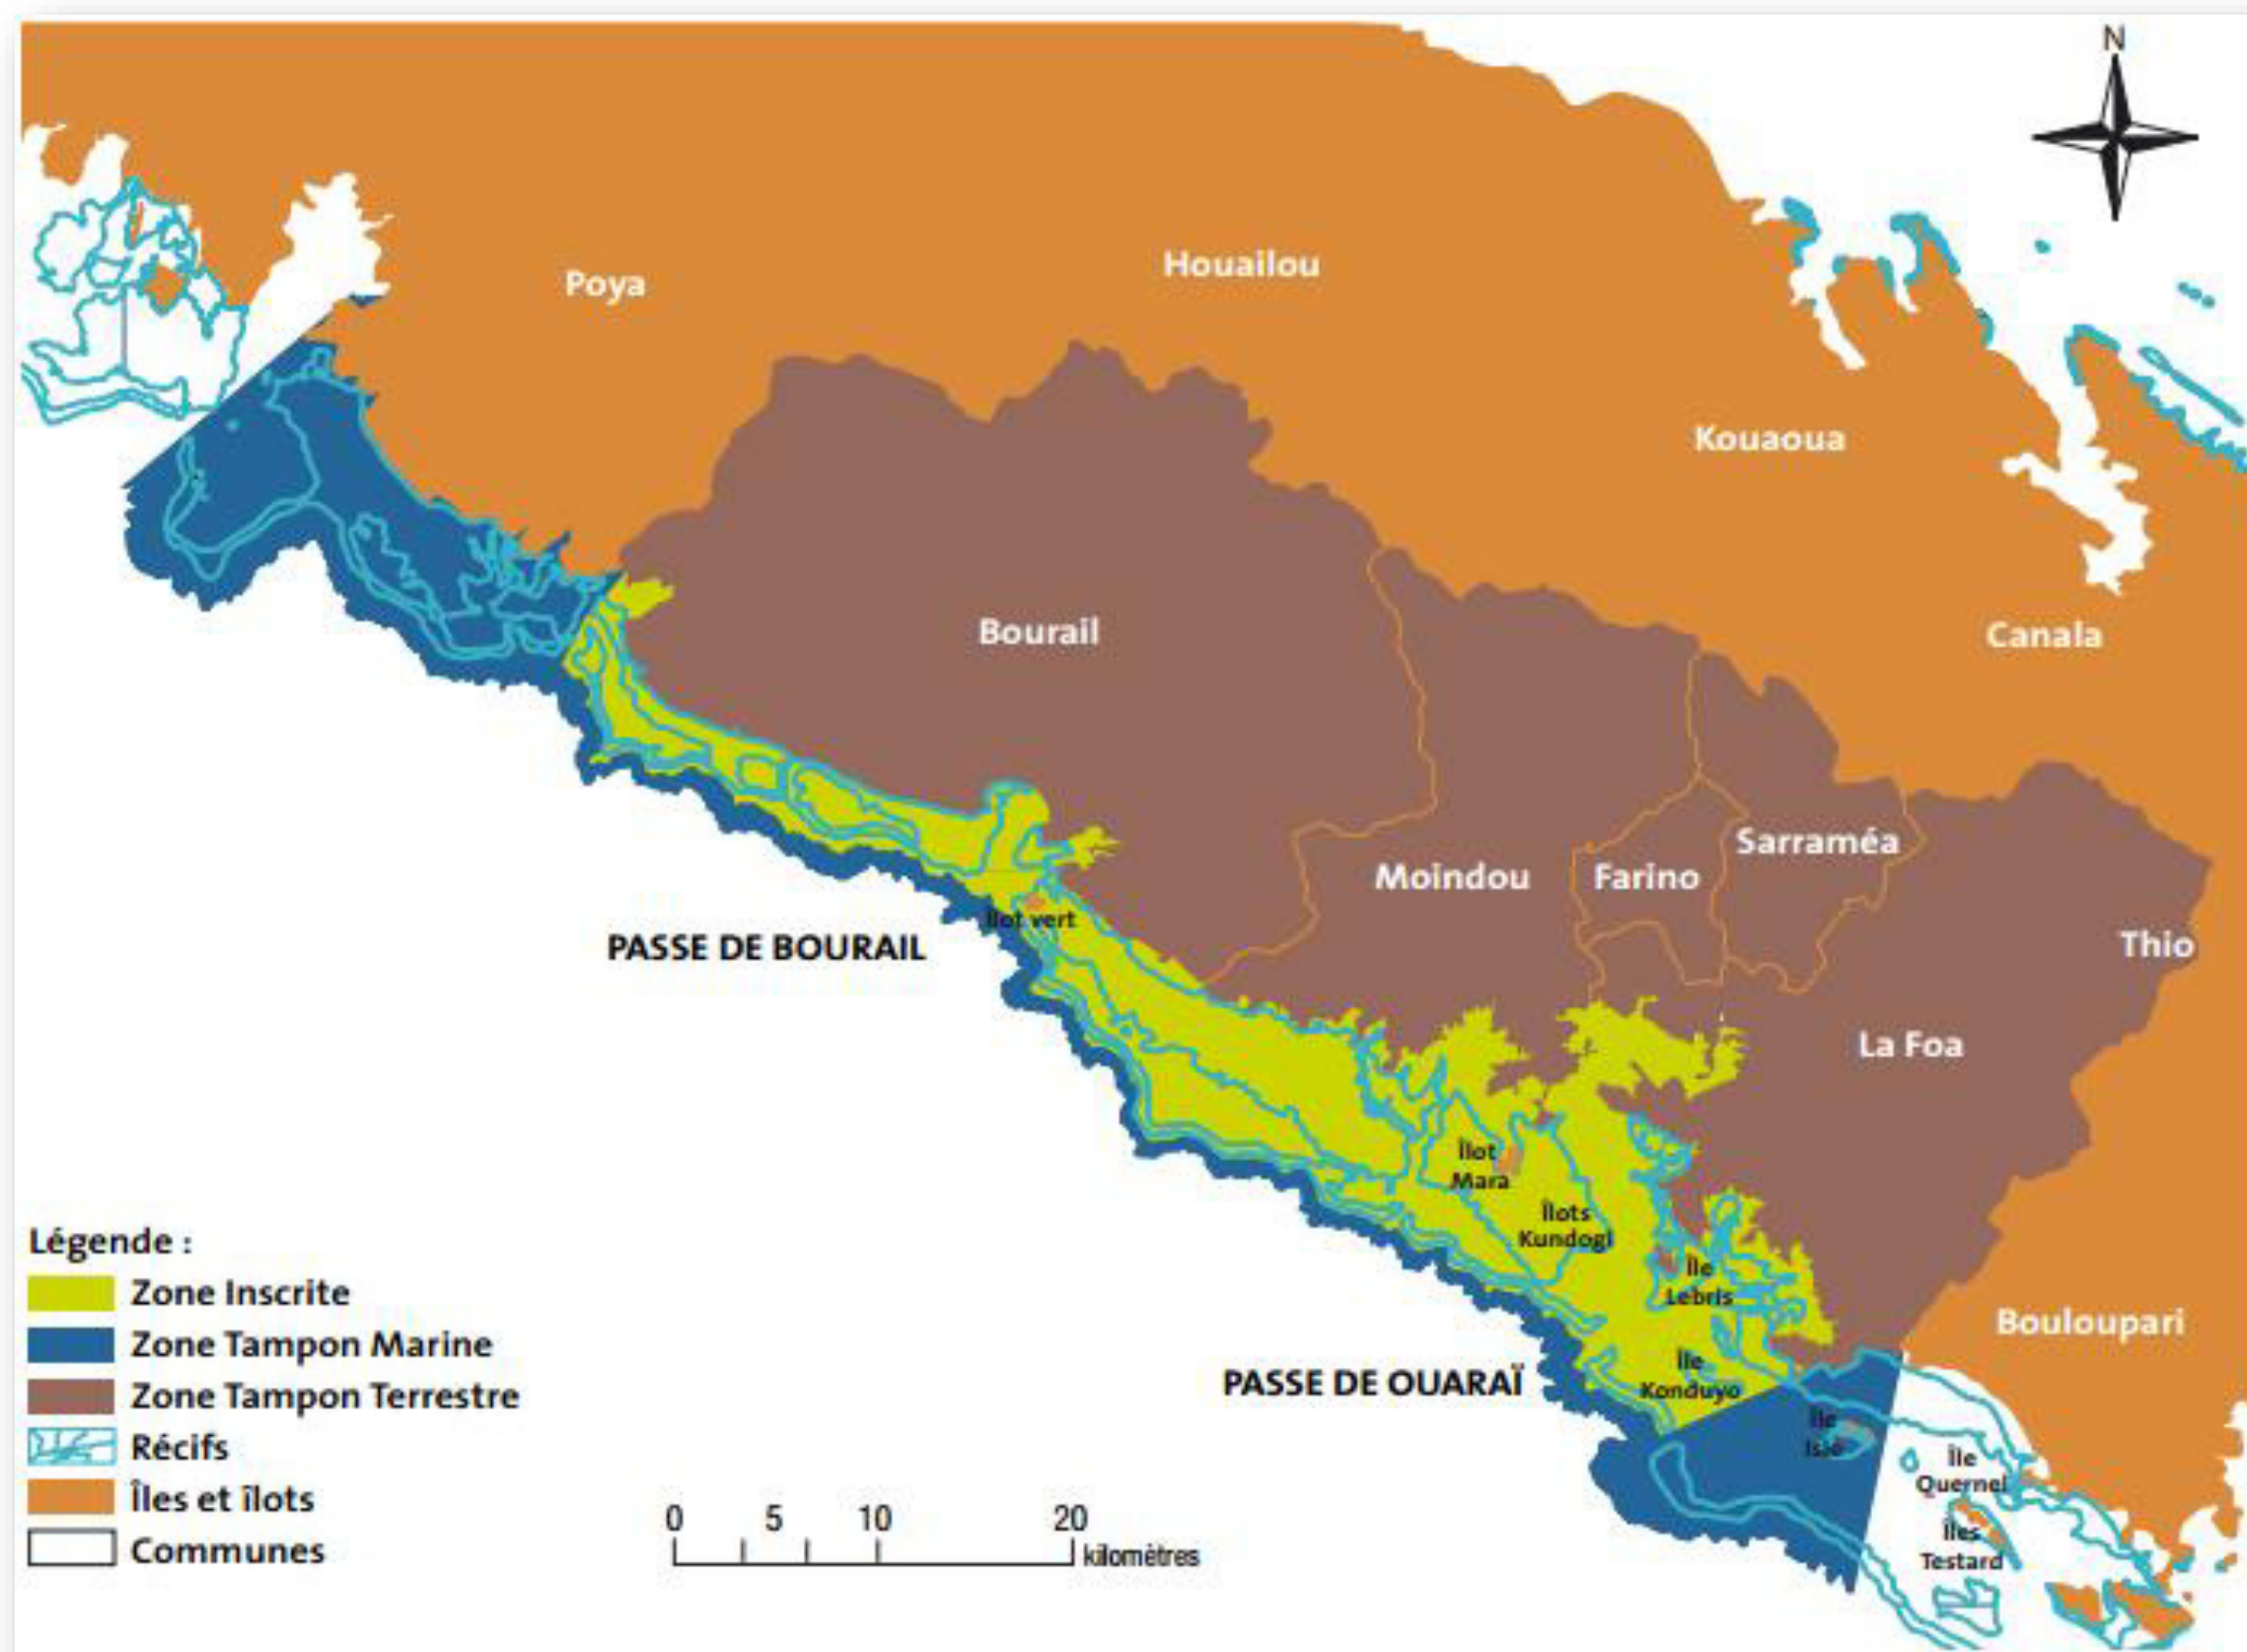 N
Houailou
Poya
Kouaoua
Bourail
Canala
Sarraméa
Moindou
Farino
Îlot vert
PASSE DE BOURAIL
Thio
La Foa
Îlot
Mara
Îlots
Kundogi
Île
Lebris
Bouloupari
PASSE DE OUARAÏ
Île
Konduyo
Île
Isié
Île
Quernel
Îles
Testard
Légende :
Zone Inscrite
Zone Tampon Marine
Zone Tampon Terrestre
Récifs
Îles et îlots
Communes
0 5 10 20
kilomètres